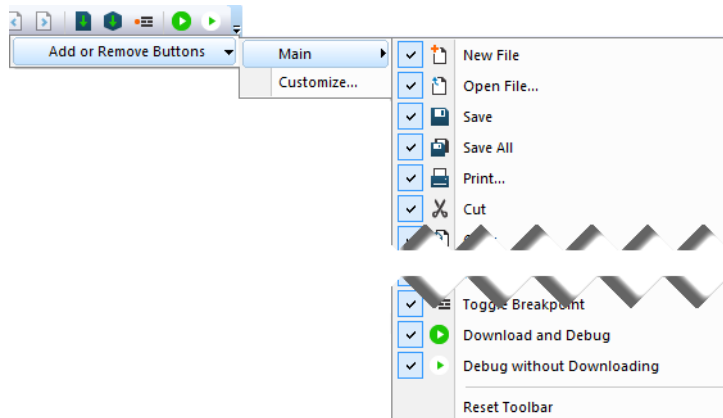 Add or Remove Buttons
Main
Customize...
New File
Open File...
Save
Save All
Print...
Cut
Toggle Breakpoint
Download and Debug
Debug without Downloading
Reset Toolbar